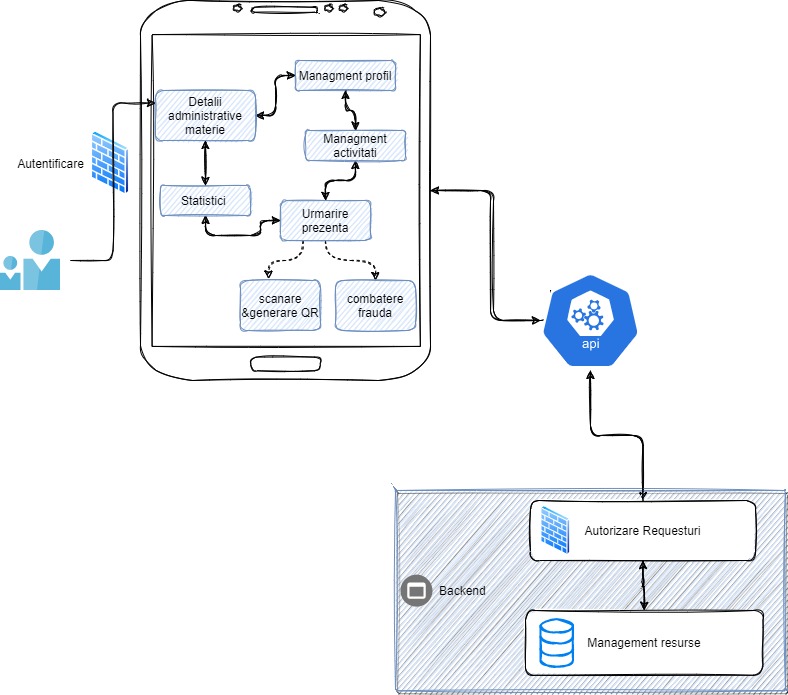 Managment profil
Detalii
administrative
materie
Managment
activitati
Autentificare
Statistici
Urmarire
prezenta
scanare
&generare QR
combatere
frauda
api
Autorizare Requesturi
Backend
Management resurse